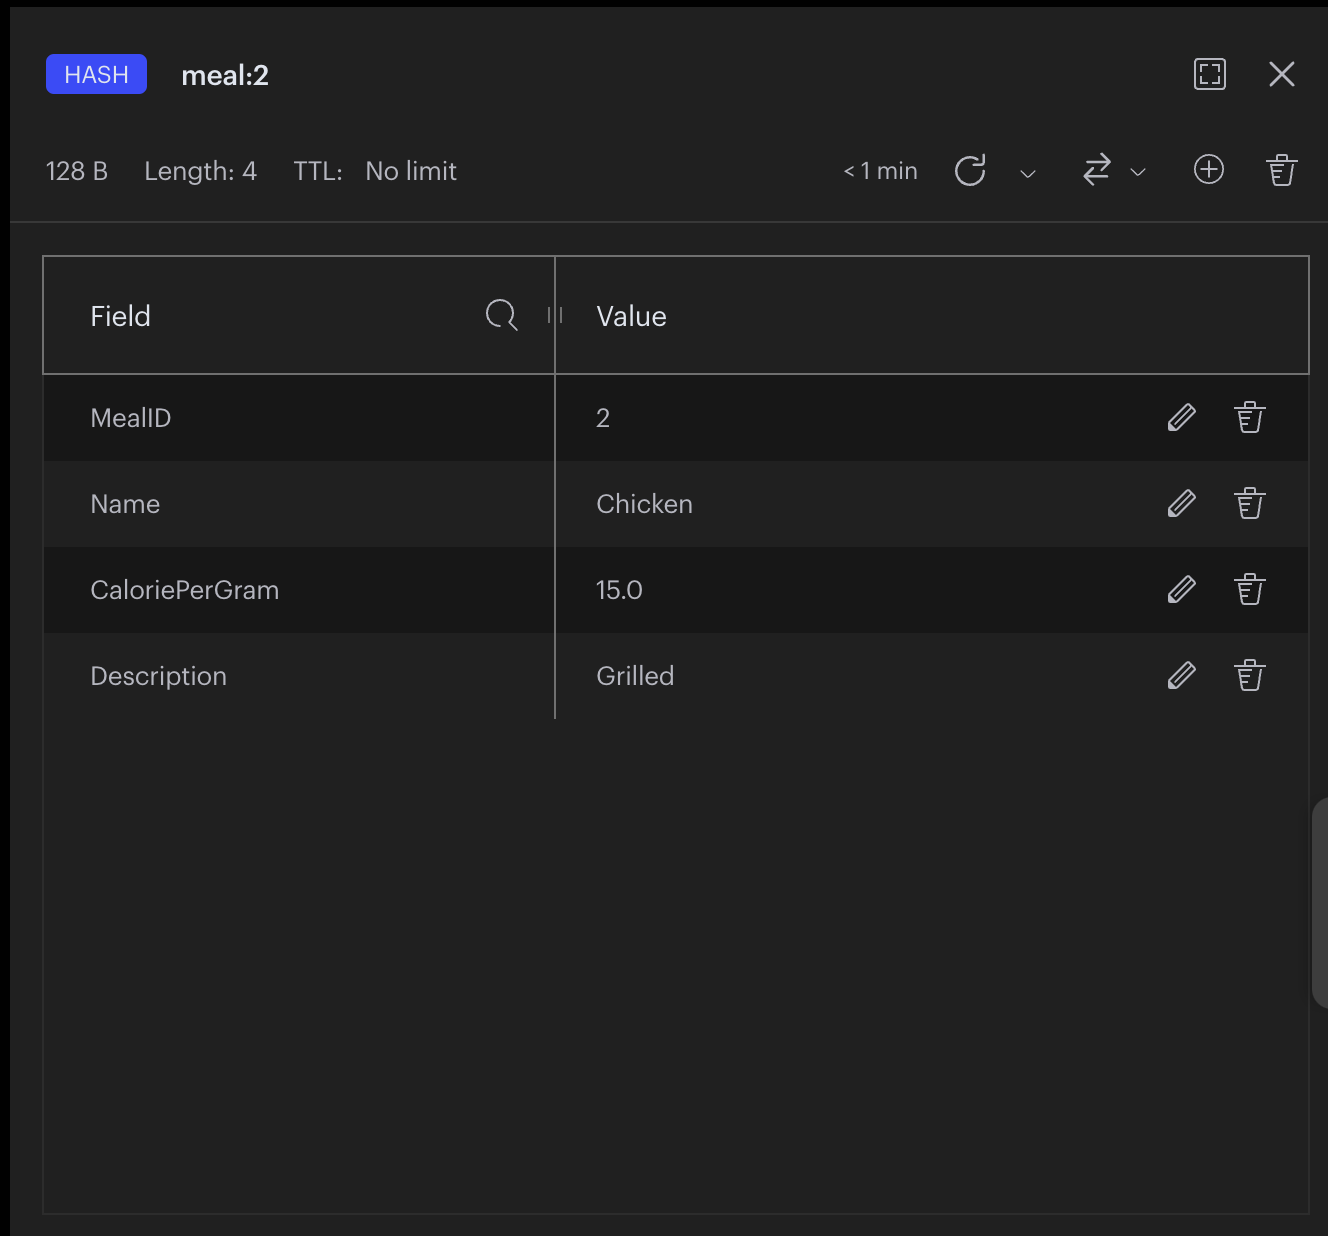 HASH meal:2
128 B Length: 4 TTL: No limit < 1 min
Field Value
MealID 2
Name Chicken
CaloriePerGram 15.0
Description Grilled